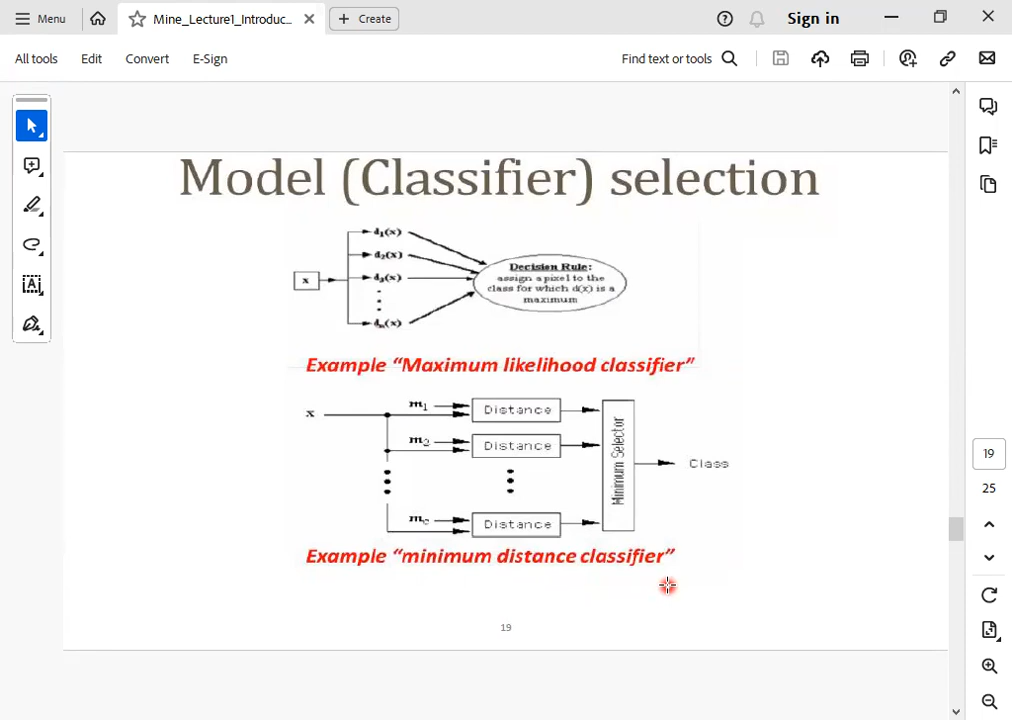 Menu
Mine_Lecture1_Introduc...
Create
Sign in
All tools
Edit
Convert
E-Sign
Find text or tools
Model (Classifier) selection
d1(x)
d2(x)
x
d3(x)
dn(x)
Decision Rule:
assign a pixel to the
class for which d(x) is a
maximum
Example “Maximum likelihood classifier”
x
m1
Distance
m2
Distance
mc
Distance
Minimum Selector
Class
Example “minimum distance classifier”
19
19
25